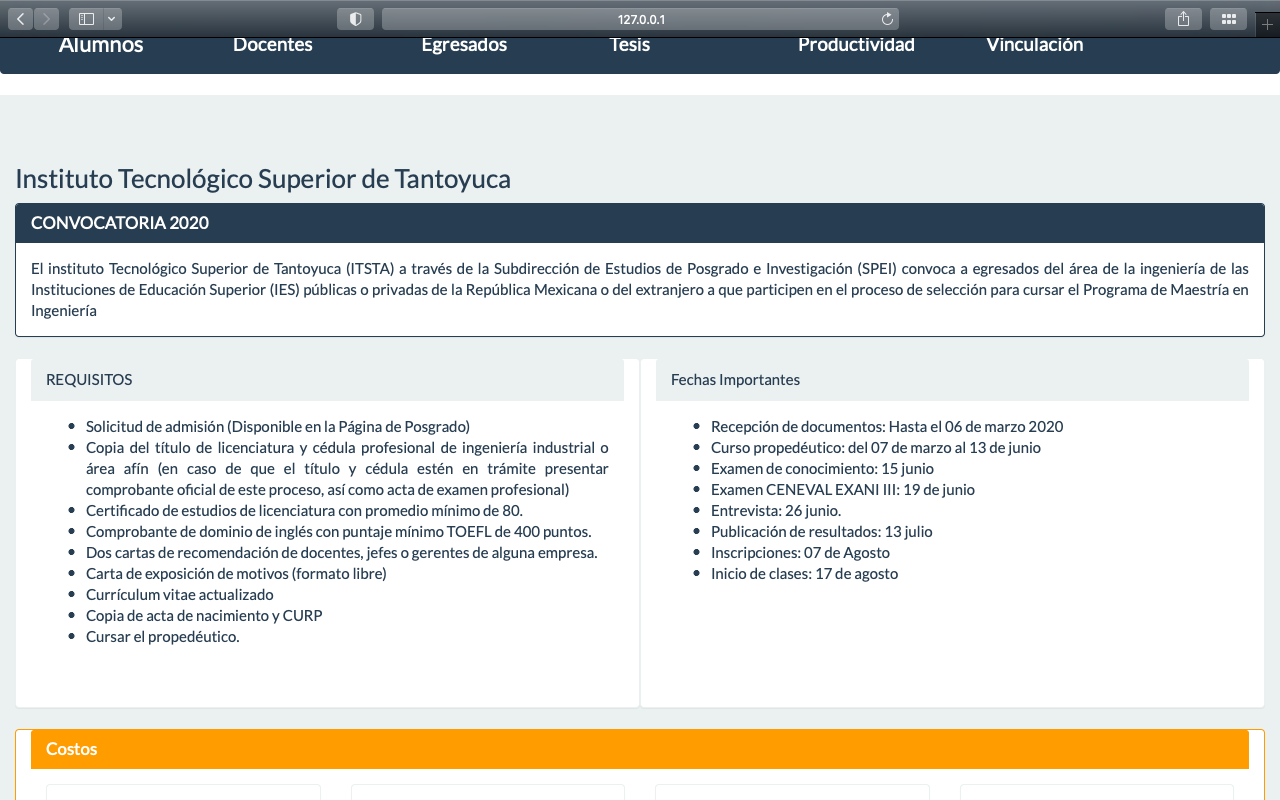 127.0.0.1
Alumnos Docentes Egresados Tesis Productividad Vinculación
Instituto Tecnológico Superior de Tantoyuca
CONVOCATORIA 2020
El instituto Tecnológico Superior de Tantoyuca (ITSTA) a través de la Subdirección de Estudios de Posgrado e Investigación (SPEI) convoca a egresados del área de la ingeniería de las
Instituciones de Educación Superior (IES) públicas o privadas de la República Mexicana o del extranjero a que participen en el proceso de selección para cursar el Programa de Maestría en
Ingeniería
REQUISITOS
• Solicitud de admisión (Disponible en la Página de Posgrado)
• Copia del título de licenciatura y cédula profesional de ingeniería industrial o
área afín (en caso de que el título y cédula estén en trámite presentar
comprobante oficial de este proceso, así como acta de examen profesional)
• Certificado de estudios de licenciatura con promedio mínimo de 80.
• Comprobante de dominio de inglés con puntaje mínimo TOEFL de 400 puntos.
• Dos cartas de recomendación de docentes, jefes o gerentes de alguna empresa.
• Carta de exposición de motivos (formato libre)
• Currículum vitae actualizado
• Copia de acta de nacimiento y CURP
• Cursar el propedéutico.
Fechas Importantes
• Recepción de documentos: Hasta el 06 de marzo 2020
• Curso propedéutico: del 07 de marzo al 13 de junio
• Examen de conocimiento: 15 junio
• Examen CENEVAL EXANI III: 19 de junio
• Entrevista: 26 junio.
• Publicación de resultados: 13 julio
• Inscripciones: 07 de Agosto
• Inicio de clases: 17 de agosto
Costos